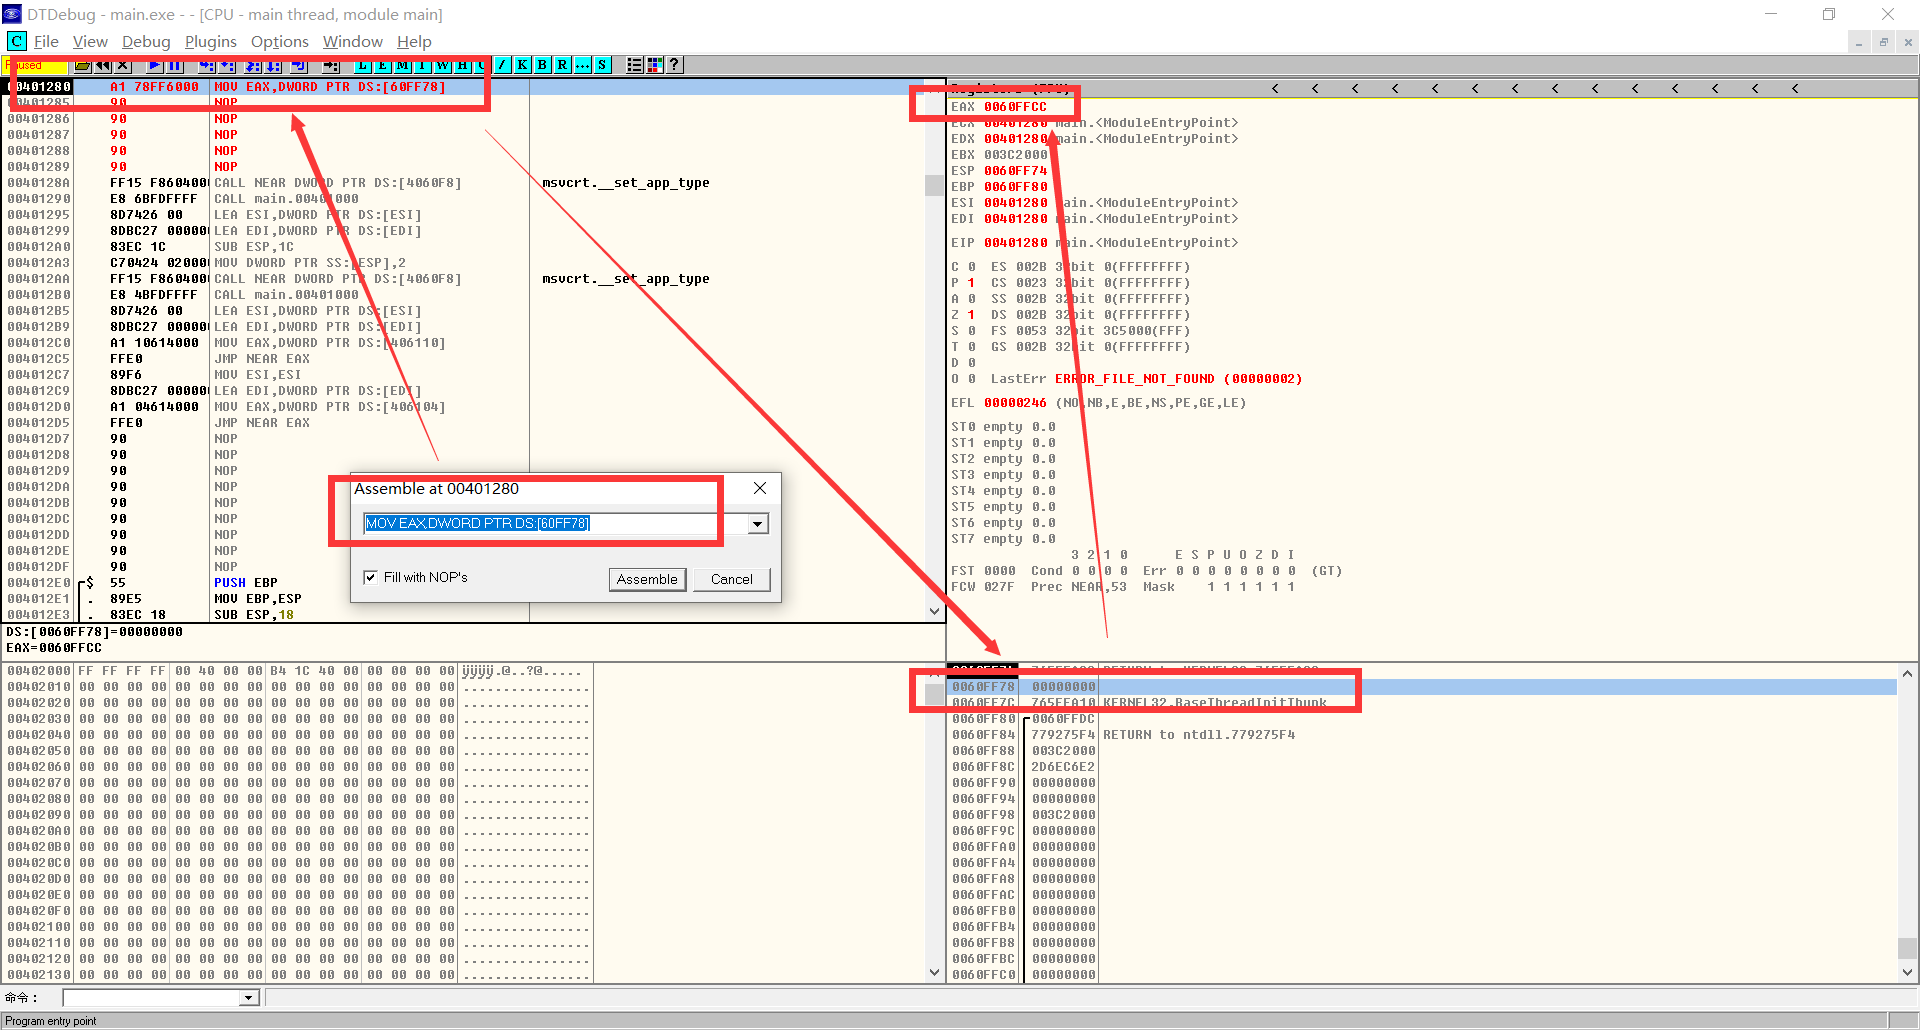 DTDebug - main.exe - - [CPU - main thread, module main]
C File View Debug Plugins Options Window Help
Paused L E M T W H C / K B R ... S ?
00401280 A1 78FF6000 MOV EAX,DWORD PTR DS:[60FF78]
00401285 90 NOP
00401286 90 NOP
00401287 90 NOP
00401288 90 NOP
00401289 90 NOP
0040128A FF15 F8604000 CALL NEAR DWORD PTR DS:[4060F8] msvcrt.__set_app_type
00401290 E8 6BFDFFFF CALL main.00401000
00401295 8D7426 00 LEA ESI,DWORD PTR DS:[ESI]
00401299 8DBC27 000000 LEA EDI,DWORD PTR DS:[EDI]
004012A0 83EC 1C SUB ESP,1C
004012A3 C70424 020000 MOV DWORD PTR SS:[ESP],2
004012AA FF15 F8604000 CALL NEAR DWORD PTR DS:[4060F8] msvcrt.__set_app_type
004012B0 E8 4BFDFFFF CALL main.00401000
004012B5 8D7426 00 LEA ESI,DWORD PTR DS:[ESI]
004012B9 8DBC27 000000 LEA EDI,DWORD PTR DS:[EDI]
004012C0 A1 10614000 MOV EAX,DWORD PTR DS:[406110]
004012C5 FFE0 JMP NEAR EAX
004012C7 89F6 MOV ESI,ESI
004012C9 8DBC27 000000 LEA EDI,DWORD PTR DS:[EDI]
004012D0 A1 04614000 MOV EAX,DWORD PTR DS:[406104]
004012D5 FFE0 JMP NEAR EAX
004012D7 90 NOP
004012D8 90 NOP
004012D9 90 NOP
004012DA 90 NOP
004012DB 90 NOP
004012DC 90 NOP
004012DD 90 NOP
004012DE 90 NOP
004012DF 90 NOP
004012E0 $ 55 PUSH EBP
004012E1 . 89E5 MOV EBP,ESP
004012E3 . 83EC 18 SUB ESP,18
DS:[0060FF78]=00000000
EAX=0060FFCC
Assemble at 00401280
MOV EAX,DWORD PTR DS:[60FF78]
Fill with NOP's Assemble Cancel
Registers (FPU) < < < < < < < < < < < < < <
EAX 0060FFCC
ECX 00401280 main.<ModuleEntryPoint>
EDX 00401280 main.<ModuleEntryPoint>
EBX 003C2000
ESP 0060FF74
EBP 0060FF80
ESI 00401280 main.<ModuleEntryPoint>
EDI 00401280 main.<ModuleEntryPoint>
EIP 00401280 main.<ModuleEntryPoint>
C 0 ES 002B 32bit 0(FFFFFFFF)
P 1 CS 0023 32bit 0(FFFFFFFF)
A 0 SS 002B 32bit 0(FFFFFFFF)
Z 1 DS 002B 32bit 0(FFFFFFFF)
S 0 FS 0053 32bit 3C5000(FFF)
T 0 GS 002B 32bit 0(FFFFFFFF)
D 0
O 0 LastErr ERROR_FILE_NOT_FOUND (00000002)
EFL 00000246 (NO,NB,E,BE,NS,PE,GE,LE)
ST0 empty 0.0
ST1 empty 0.0
ST2 empty 0.0
ST3 empty 0.0
ST4 empty 0.0
ST5 empty 0.0
ST6 empty 0.0
ST7 empty 0.0
3 2 1 0 E S P U O Z D I
FST 0000 Cond 0 0 0 0 Err 0 0 0 0 0 0 0 0 (GT)
FCW 027F Prec NEAR,53 Mask 1 1 1 1 1 1
00402000 FF FF FF FF 00 40 00 00 B4 1C 40 00 00 00 00 00 ÿÿÿÿ.@..?@.....
00402010 00 00 00 00 00 00 00 00 00 00 00 00 00 00 00 00 ................
00402020 00 00 00 00 00 00 00 00 00 00 00 00 00 00 00 00 ................
00402030 00 00 00 00 00 00 00 00 00 00 00 00 00 00 00 00 ................
00402040 00 00 00 00 00 00 00 00 00 00 00 00 00 00 00 00 ................
00402050 00 00 00 00 00 00 00 00 00 00 00 00 00 00 00 00 ................
00402060 00 00 00 00 00 00 00 00 00 00 00 00 00 00 00 00 ................
00402070 00 00 00 00 00 00 00 00 00 00 00 00 00 00 00 00 ................
00402080 00 00 00 00 00 00 00 00 00 00 00 00 00 00 00 00 ................
00402090 00 00 00 00 00 00 00 00 00 00 00 00 00 00 00 00 ................
004020A0 00 00 00 00 00 00 00 00 00 00 00 00 00 00 00 00 ................
004020B0 00 00 00 00 00 00 00 00 00 00 00 00 00 00 00 00 ................
004020C0 00 00 00 00 00 00 00 00 00 00 00 00 00 00 00 00 ................
004020D0 00 00 00 00 00 00 00 00 00 00 00 00 00 00 00 00 ................
004020E0 00 00 00 00 00 00 00 00 00 00 00 00 00 00 00 00 ................
004020F0 00 00 00 00 00 00 00 00 00 00 00 00 00 00 00 00 ................
00402100 00 00 00 00 00 00 00 00 00 00 00 00 00 00 00 00 ................
00402110 00 00 00 00 00 00 00 00 00 00 00 00 00 00 00 00 ................
00402120 00 00 00 00 00 00 00 00 00 00 00 00 00 00 00 00 ................
00402130 00 00 00 00 00 00 00 00 00 00 00 00 00 00 00 00 ................
0060FF78 00000000
0060FF7C 765FFA10 KERNEL32.BaseThreadInitThunk
0060FF80 0060FFDC
0060FF84 779275F4 RETURN to ntdll.779275F4
0060FF88 003C2000
0060FF8C 2D6EC6E2
0060FF90 00000000
0060FF94 00000000
0060FF98 003C2000
0060FF9C 00000000
0060FFA0 00000000
0060FFA4 00000000
0060FFA8 00000000
0060FFAC 00000000
0060FFB0 00000000
0060FFB4 00000000
0060FFB8 00000000
0060FFBC 00000000
0060FFC0 00000000
命令：
Program entry point